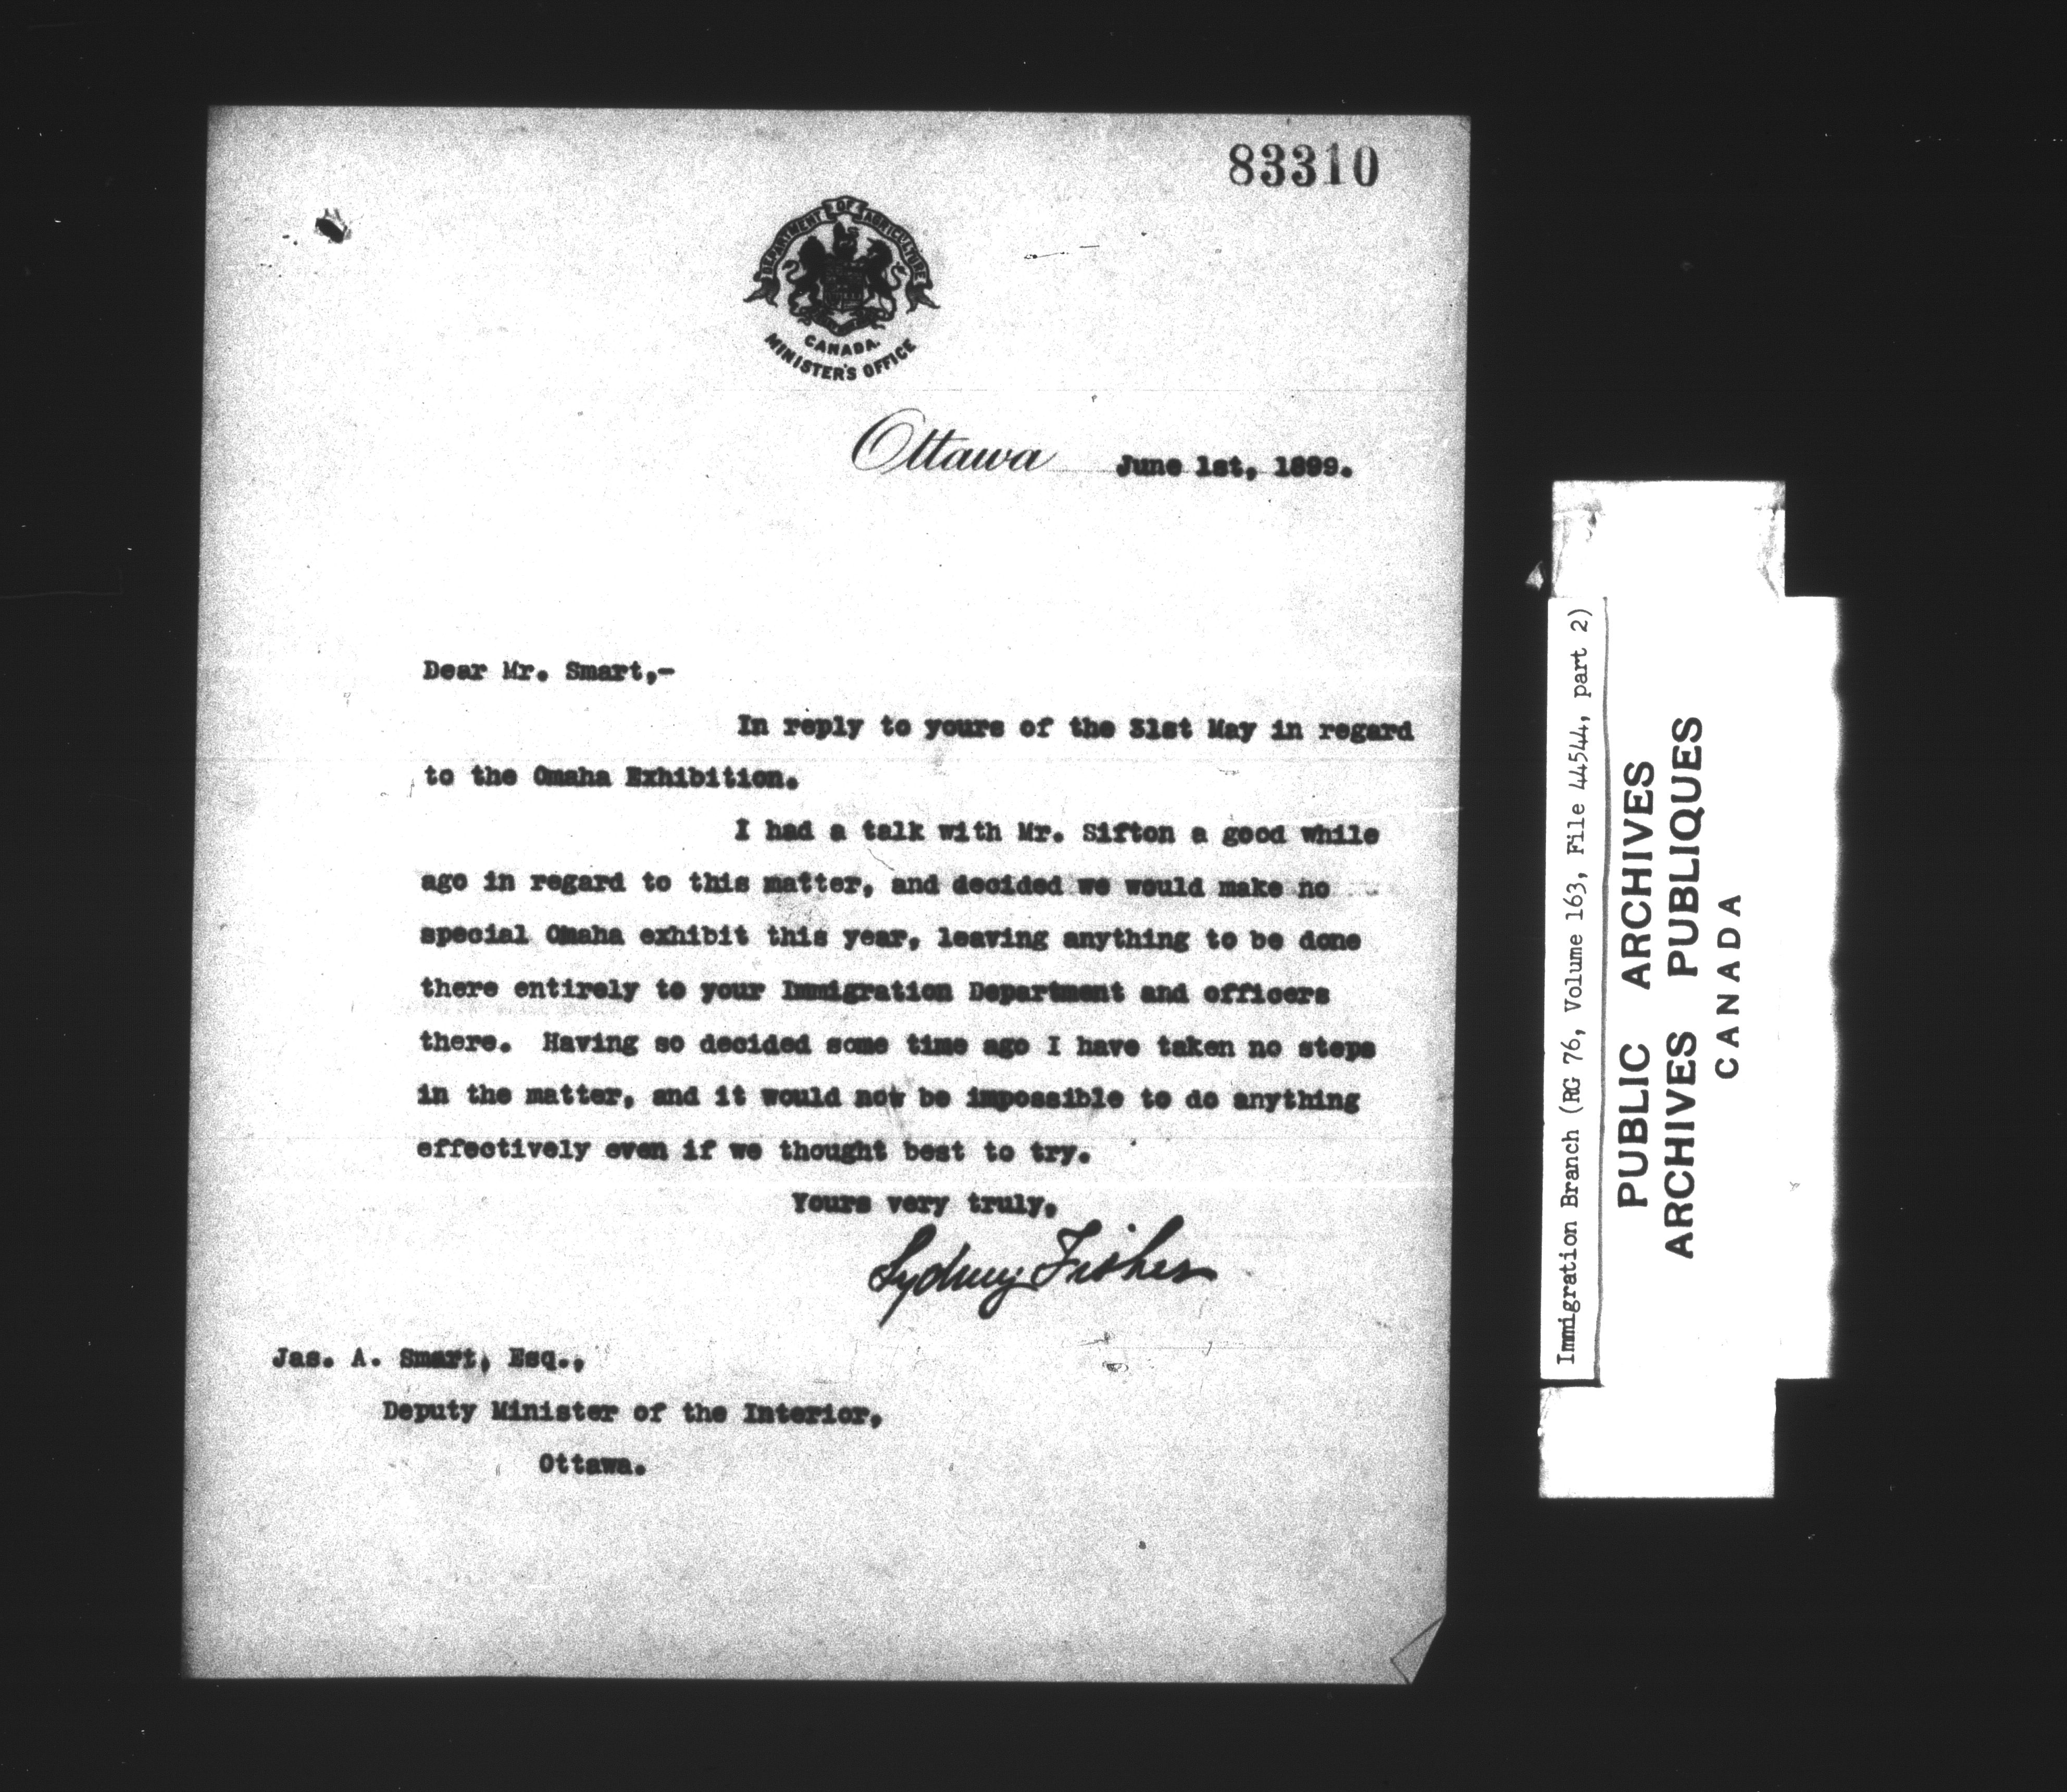 83310
DEPARTMENT OF AGRICULTURE
CANADA.
MINISTER'S OFFICE
Ottawa June 1st, 1899.
Dear Mr. Smart,-
In reply to yours of the 31st May in regard
to the Omaha Exhibition.
I had a talk with Mr. Sifton a good while
ago in regard to this matter, and decided we would make no
special Omaha exhibit this year, leaving anything to be done
there entirely to your Immigration Department and officers
there. Having so decided some time ago I have taken no steps
in the matter, and it would now be impossible to do anything
effectively even if we thought best to try.
Yours very truly,
Sydney Fisher
Jas. A. Smart, Esq.,
Deputy Minister of the Interior,
Ottawa.
Immigration Branch (RG 76, Volume 163, File 44544, part 2)
PUBLIC ARCHIVES
ARCHIVES PUBLIQUES
CANADA